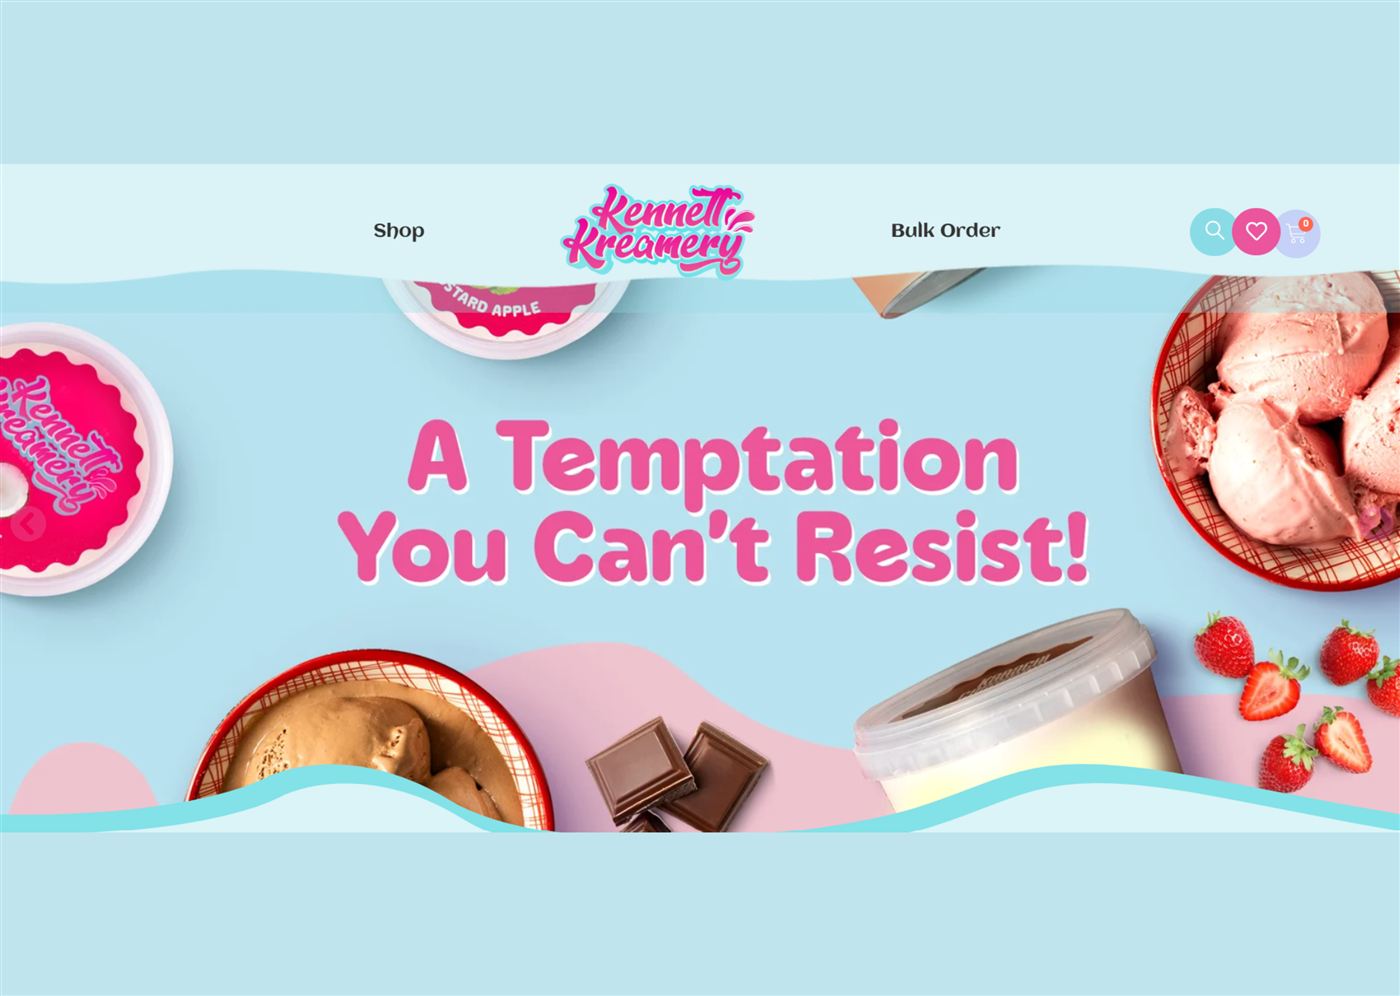 Shop
Kennett
Kreamery
Bulk Order
0
STARD APPLE
Kennett
Kreamery
A Temptation
You Can't Resist!